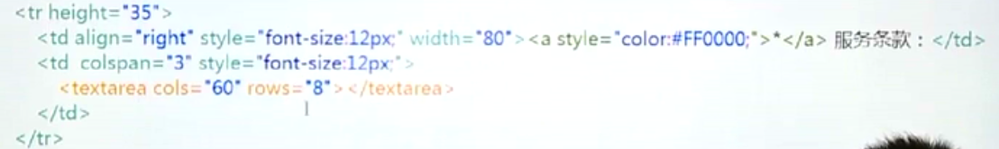 <tr height="35">
<td align="right" style="font-size:12px;" width="80"><a style="color:#FF0000;">*</a> 服务条款：</td>
<td  colspan="3" style="font-size:12px;">
<textarea cols="60" rows="8"></textarea>
</td>
</tr>